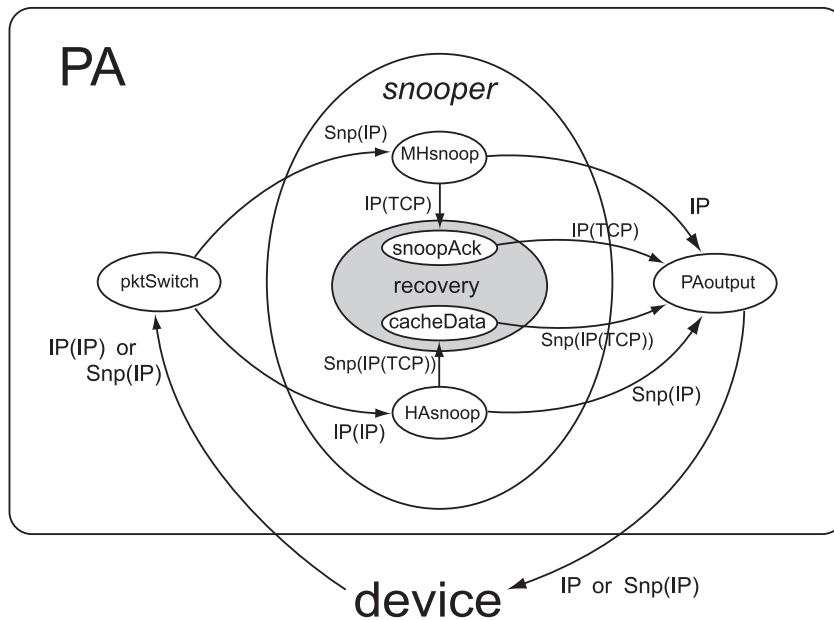 PA
snooper
Snp(IP)
MHsnoop
IP(TCP)
IP
snoopAck
IP(TCP)
pktSwitch
recovery
PAoutput
cacheData
IP(IP) or
Snp(IP)
Snp(IP(TCP))
Snp(IP(TCP))
HAsnoop
Snp(IP)
IP(IP)
device
IP or Snp(IP)